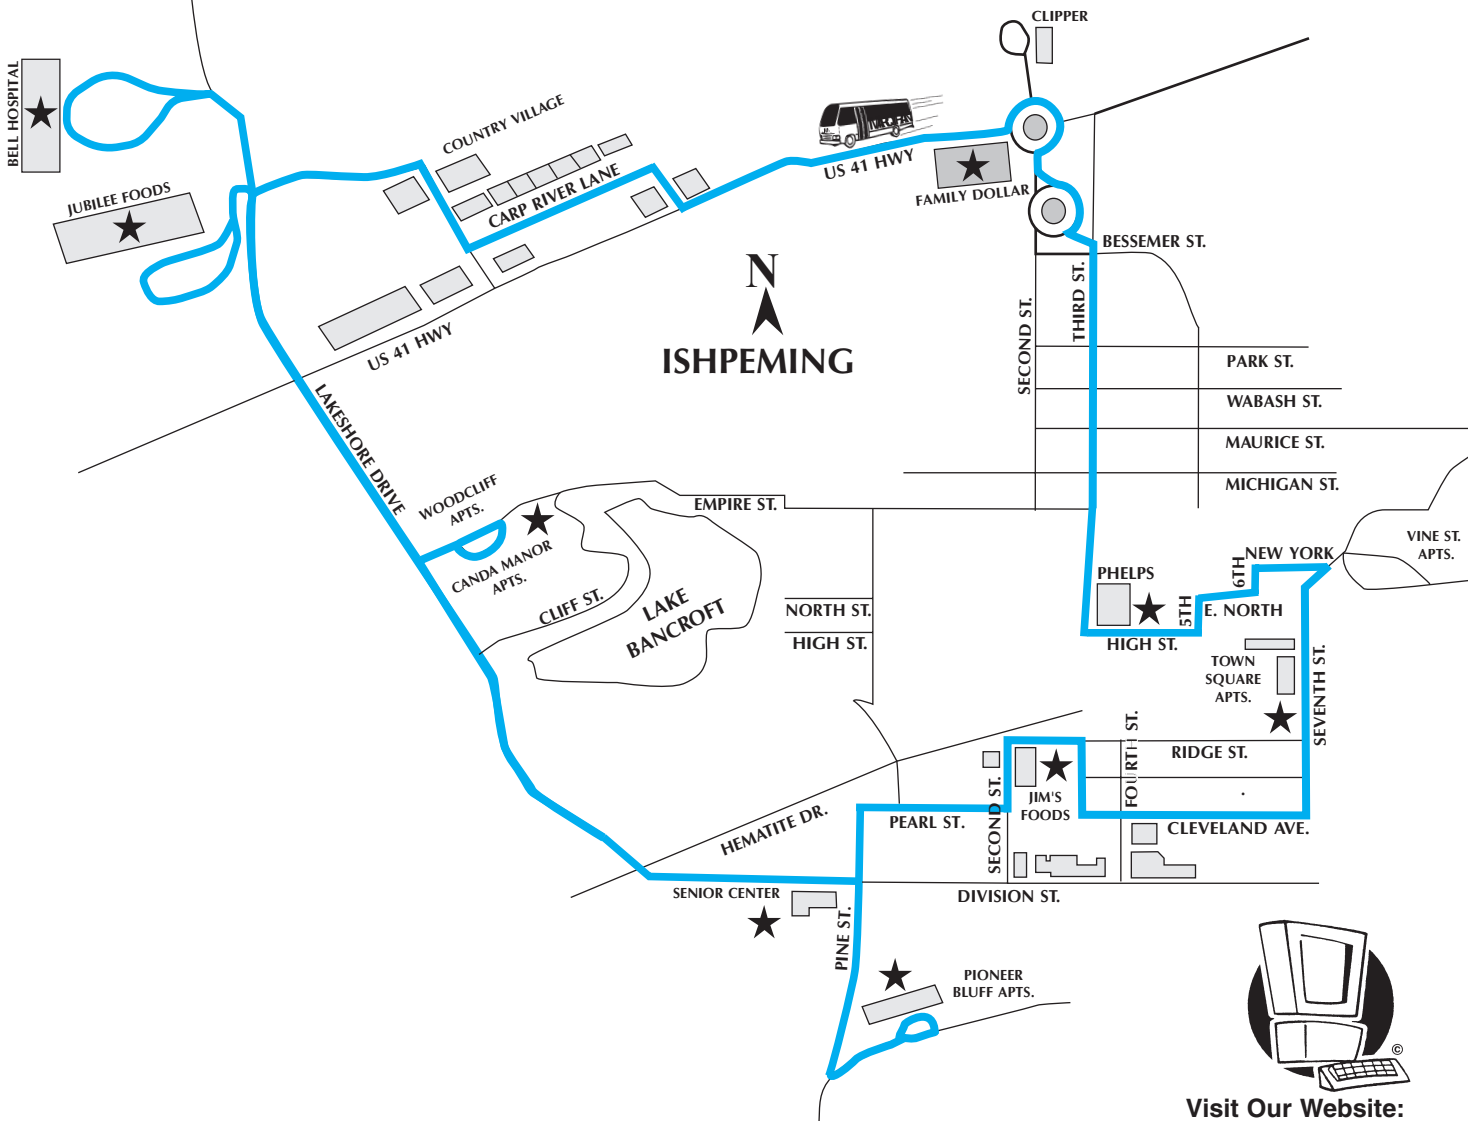 CLIPPER
BELL HOSPITAL
COUNTRY VILLAGE
US 41 HWY
JUBILEE FOODS
CARP RIVER LANE
FAMILY DOLLAR
BESSEMER ST.
N
ISHPEMING
THIRD ST.
SECOND ST.
US 41 HWY
PARK ST.
WABASH ST.
MAURICE ST.
MICHIGAN ST.
LAKESHORE DRIVE
WOODCLIFF
APTS.
EMPIRE ST.
CANDA MANOR
APTS.
CLIFF ST.
LAKE
BANCROFT
NORTH ST.
HIGH ST.
PHELPS
HIGH ST.
5TH
E. NORTH
6TH
NEW YORK
VINE ST.
APTS.
TOWN
SQUARE
APTS.
SEVENTH ST.
RIDGE ST.
FOURTH ST.
JIM'S
FOODS
SECOND ST.
PEARL ST.
HEMATITE DR.
CLEVELAND AVE.
DIVISION ST.
SENIOR CENTER
PINE ST.
PIONEER
BLUFF APTS.
©
Visit Our Website: